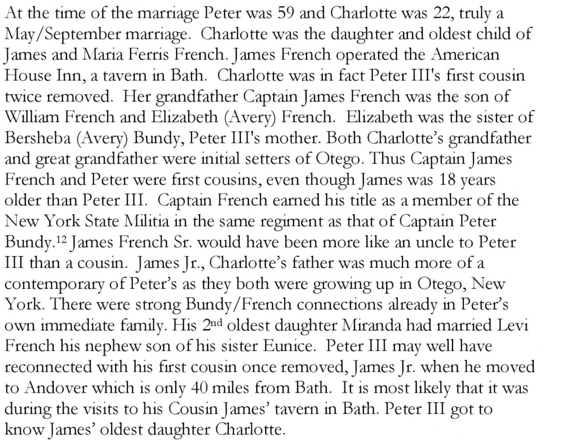 At the time of the marriage Peter was 59 and Charlotte was 22, truly a
May/September marriage.  Charlotte was the daughter and oldest child of
James and Maria Ferris French. James French operated the American
House Inn, a tavern in Bath.  Charlotte was in fact Peter III's first cousin
twice removed.  Her grandfather Captain James French was the son of
William French and Elizabeth (Avery) French.  Elizabeth was the sister of
Bersheba (Avery) Bundy, Peter III's mother. Both Charlotte’s grandfather
and great grandfather were initial setters of Otego. Thus Captain James
French and Peter were first cousins, even though James was 18 years
older than Peter III.  Captain French earned his title as a member of the
New York State Militia in the same regiment as that of Captain Peter
Bundy.¹² James French Sr. would have been more like an uncle to Peter
III than a cousin.  James Jr., Charlotte’s father was much more of a
contemporary of Peter’s as they both were growing up in Otego, New
York. There were strong Bundy/French connections already in Peter’s
own immediate family. His 2ⁿᵈ oldest daughter Miranda had married Levi
French his nephew son of his sister Eunice.  Peter III may well have
reconnected with his first cousin once removed, James Jr. when he moved
to Andover which is only 40 miles from Bath.  It is most likely that it was
during the visits to his Cousin James’ tavern in Bath. Peter III got to
know James’ oldest daughter Charlotte.